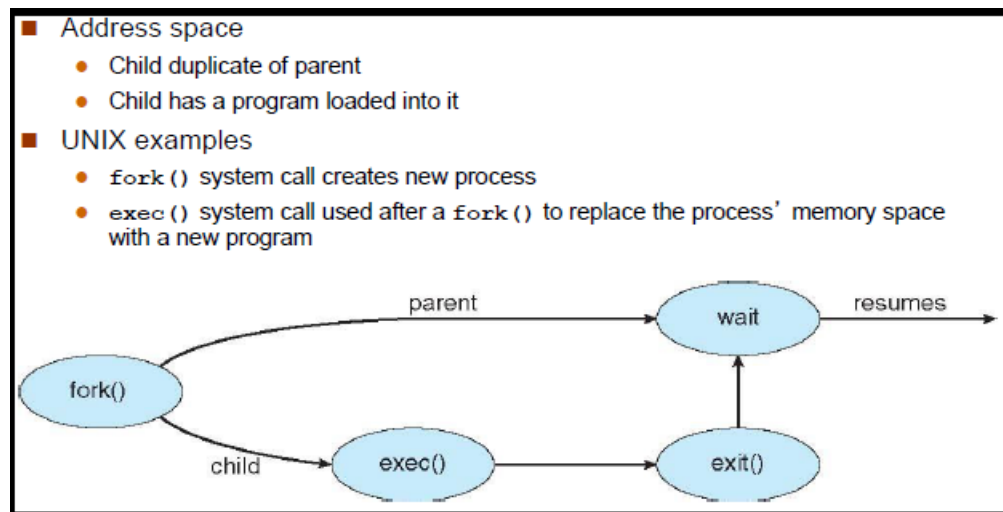 ■ Address space
● Child duplicate of parent
● Child has a program loaded into it
■ UNIX examples
● fork() system call creates new process
● exec() system call used after a fork() to replace the process’ memory space
with a new program
parent
wait
resumes
fork()
child
exec()
exit()